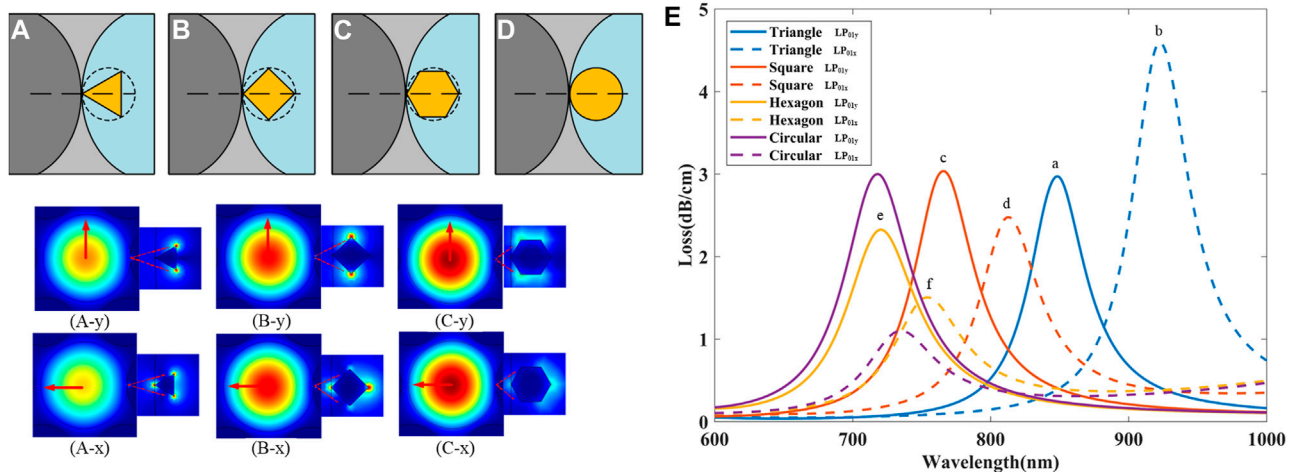 A
B
C
D
(A-y)
(B-y)
(C-y)
(A-x)
(B-x)
(C-x)
E
Loss(dB/cm)
5
4
3
2
1
0
600
700
800
900
1000
Wavelength(nm)
Triangle LP01y
Triangle LP01x
Square LP01y
Square LP01x
Hexagon LP01y
Hexagon LP01x
Circular LP01y
Circular LP01x
a
b
c
d
e
f